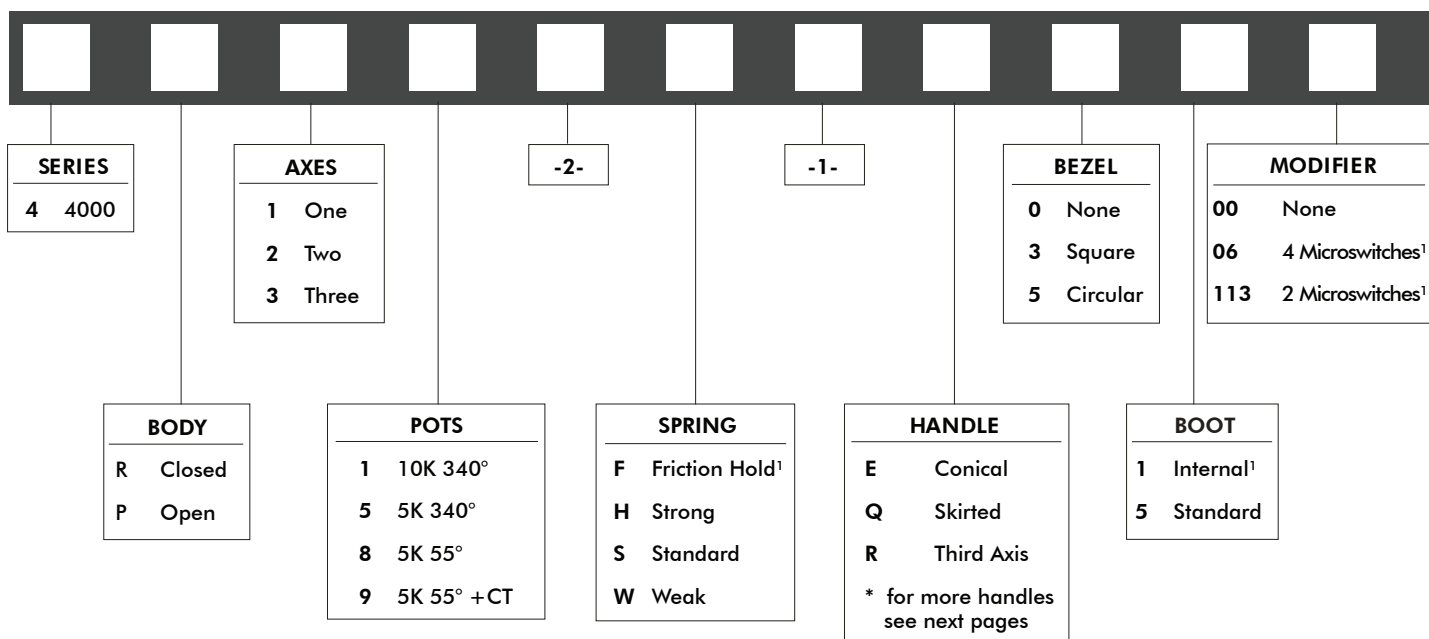 SERIES
4 4000
AXES
1 One
2 Two
3 Three
-2-
-1-
BEZEL
0 None
3 Square
5 Circular
MODIFIER
00 None
06 4 Microswitches¹
113 2 Microswitches¹
BODY
R Closed
P Open
POTS
1 10K 340°
5 5K 340°
8 5K 55°
9 5K 55° +CT
SPRING
F Friction Hold¹
H Strong
S Standard
W Weak
HANDLE
E Conical
Q Skirted
R Third Axis
* for more handles
see next pages
BOOT
1 Internal¹
5 Standard